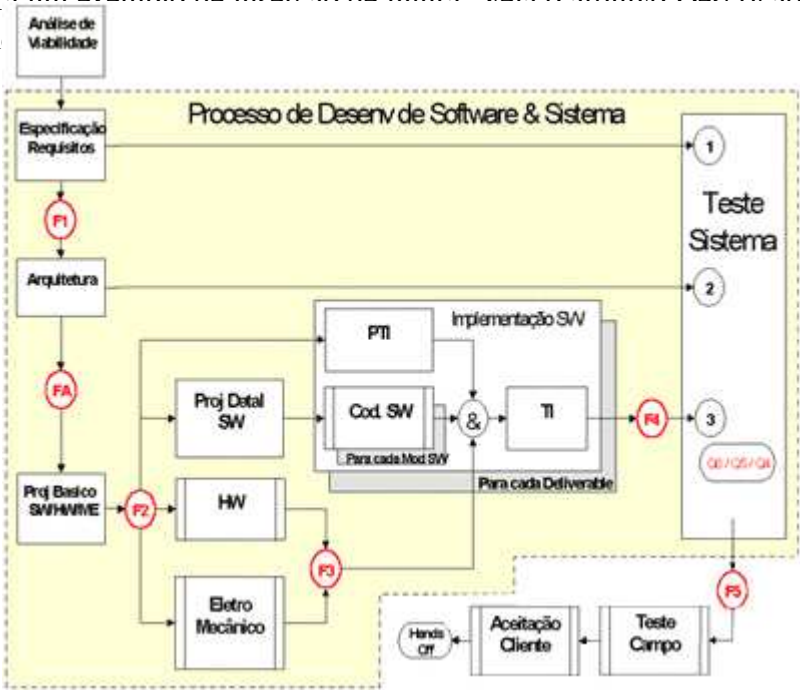 Análise de
Viabilidade
Processo de Desenv de Software & Sistema
Especificação
Requisitos
1
Teste
Sistema
F1
Arquitetura
2
Implementação SW
PTI
FA
Proj Detal
SW
Cod. SW
&
TI
F4
3
Para cada Mod SW
Para cada Deliverable
Proj Basico
SW/HW/ME
F2
HW
F3
Eletro
Mecânico
F5
Hands
Off
Aceitação
Cliente
Teste
Campo